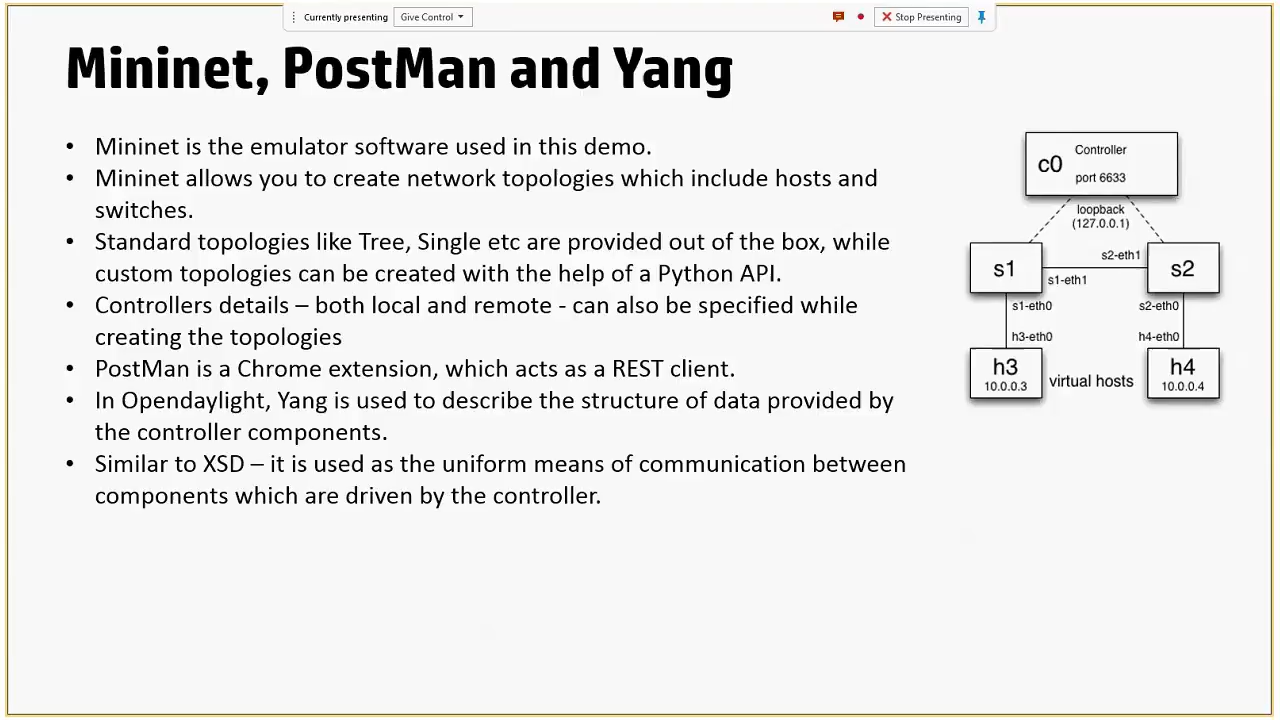 Currently presenting
Give Control
Stop Presenting
Mininet, PostMan and Yang
• Mininet is the emulator software used in this demo.
• Mininet allows you to create network topologies which include hosts and
switches.
• Standard topologies like Tree, Single etc are provided out of the box, while
custom topologies can be created with the help of a Python API.
• Controllers details – both local and remote - can also be specified while
creating the topologies
• PostMan is a Chrome extension, which acts as a REST client.
• In Opendaylight, Yang is used to describe the structure of data provided by
the controller components.
• Similar to XSD – it is used as the uniform means of communication between
components which are driven by the controller.
c0
Controller
port 6633
loopback
(127.0.0.1)
s1
s2-eth1
s1-eth1
s2
s1-eth0
s2-eth0
h3-eth0
h4-eth0
h3
10.0.0.3
virtual hosts
h4
10.0.0.4